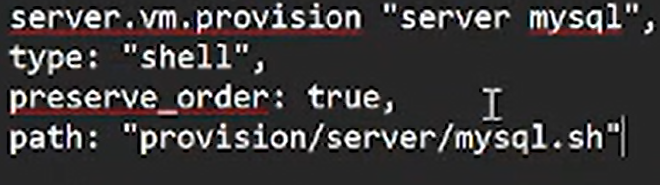 server.vm.provision "server mysql",
type: "shell",
preserve_order: true,
path: "provision/server/mysql.sh"